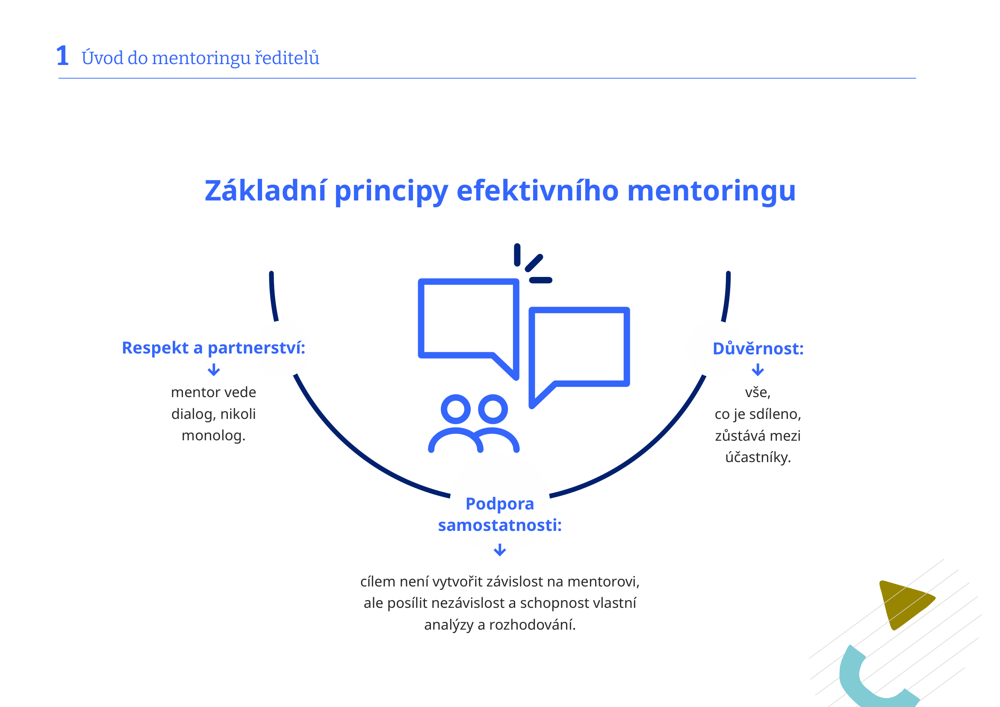 1 Úvod do mentoringu ředitelů
Základní principy efektivního mentoringu
Respekt a partnerství:
mentor vede
dialog, nikoli
monolog.
Důvěrnost:
vše,
co je sdíleno,
zůstává mezi
účastníky.
Podpora
samostatnosti:
cílem není vytvořit závislost na mentorovi,
ale posílit nezávislost a schopnost vlastní
analýzy a rozhodování.